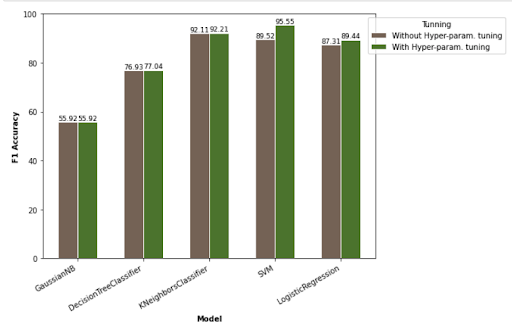 Tunning
Without Hyper-param. tuning
With Hyper-param. tuning
F1 Accuracy
100
80
60
40
20
0
55.92 55.92
76.93 77.04
92.11 92.21
89.52 95.55
87.31 89.44
GaussianNB
DecisionTreeClassifier
KNeighborsClassifier
SVM
LogisticRegression
Model